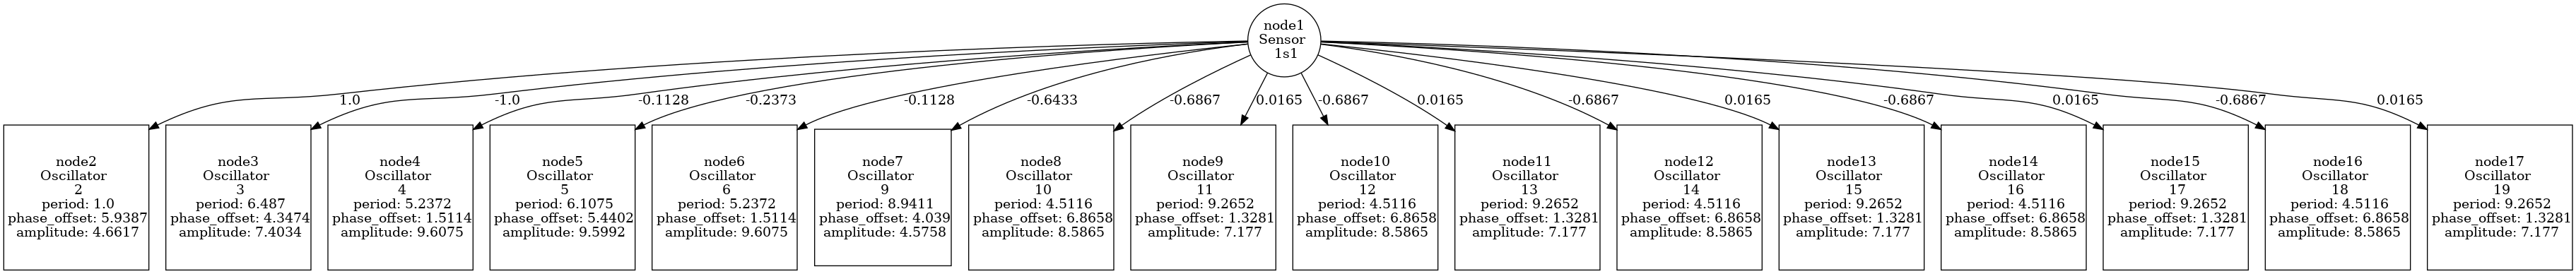 node1
Sensor
1s1
1.0
-1.0
-0.1128
-0.2373
-0.1128
-0.6433
-0.6867
0.0165
-0.6867
0.0165
-0.6867
0.0165
-0.6867
0.0165
-0.6867
0.0165
node2
Oscillator
2
period: 1.0
phase_offset: 5.9387
amplitude: 4.6617
node3
Oscillator
3
period: 6.487
phase_offset: 4.3474
amplitude: 7.4034
node4
Oscillator
4
period: 5.2372
phase_offset: 1.5114
amplitude: 9.6075
node5
Oscillator
5
period: 6.1075
phase_offset: 5.4402
amplitude: 9.5992
node6
Oscillator
6
period: 5.2372
phase_offset: 1.5114
amplitude: 9.6075
node7
Oscillator
9
period: 8.9411
phase_offset: 4.039
amplitude: 4.5758
node8
Oscillator
10
period: 4.5116
phase_offset: 6.8658
amplitude: 8.5865
node9
Oscillator
11
period: 9.2652
phase_offset: 1.3281
amplitude: 7.177
node10
Oscillator
12
period: 4.5116
phase_offset: 6.8658
amplitude: 8.5865
node11
Oscillator
13
period: 9.2652
phase_offset: 1.3281
amplitude: 7.177
node12
Oscillator
14
period: 4.5116
phase_offset: 6.8658
amplitude: 8.5865
node13
Oscillator
15
period: 9.2652
phase_offset: 1.3281
amplitude: 7.177
node14
Oscillator
16
period: 4.5116
phase_offset: 6.8658
amplitude: 8.5865
node15
Oscillator
17
period: 9.2652
phase_offset: 1.3281
amplitude: 7.177
node16
Oscillator
18
period: 4.5116
phase_offset: 6.8658
amplitude: 8.5865
node17
Oscillator
19
period: 9.2652
phase_offset: 1.3281
amplitude: 7.177